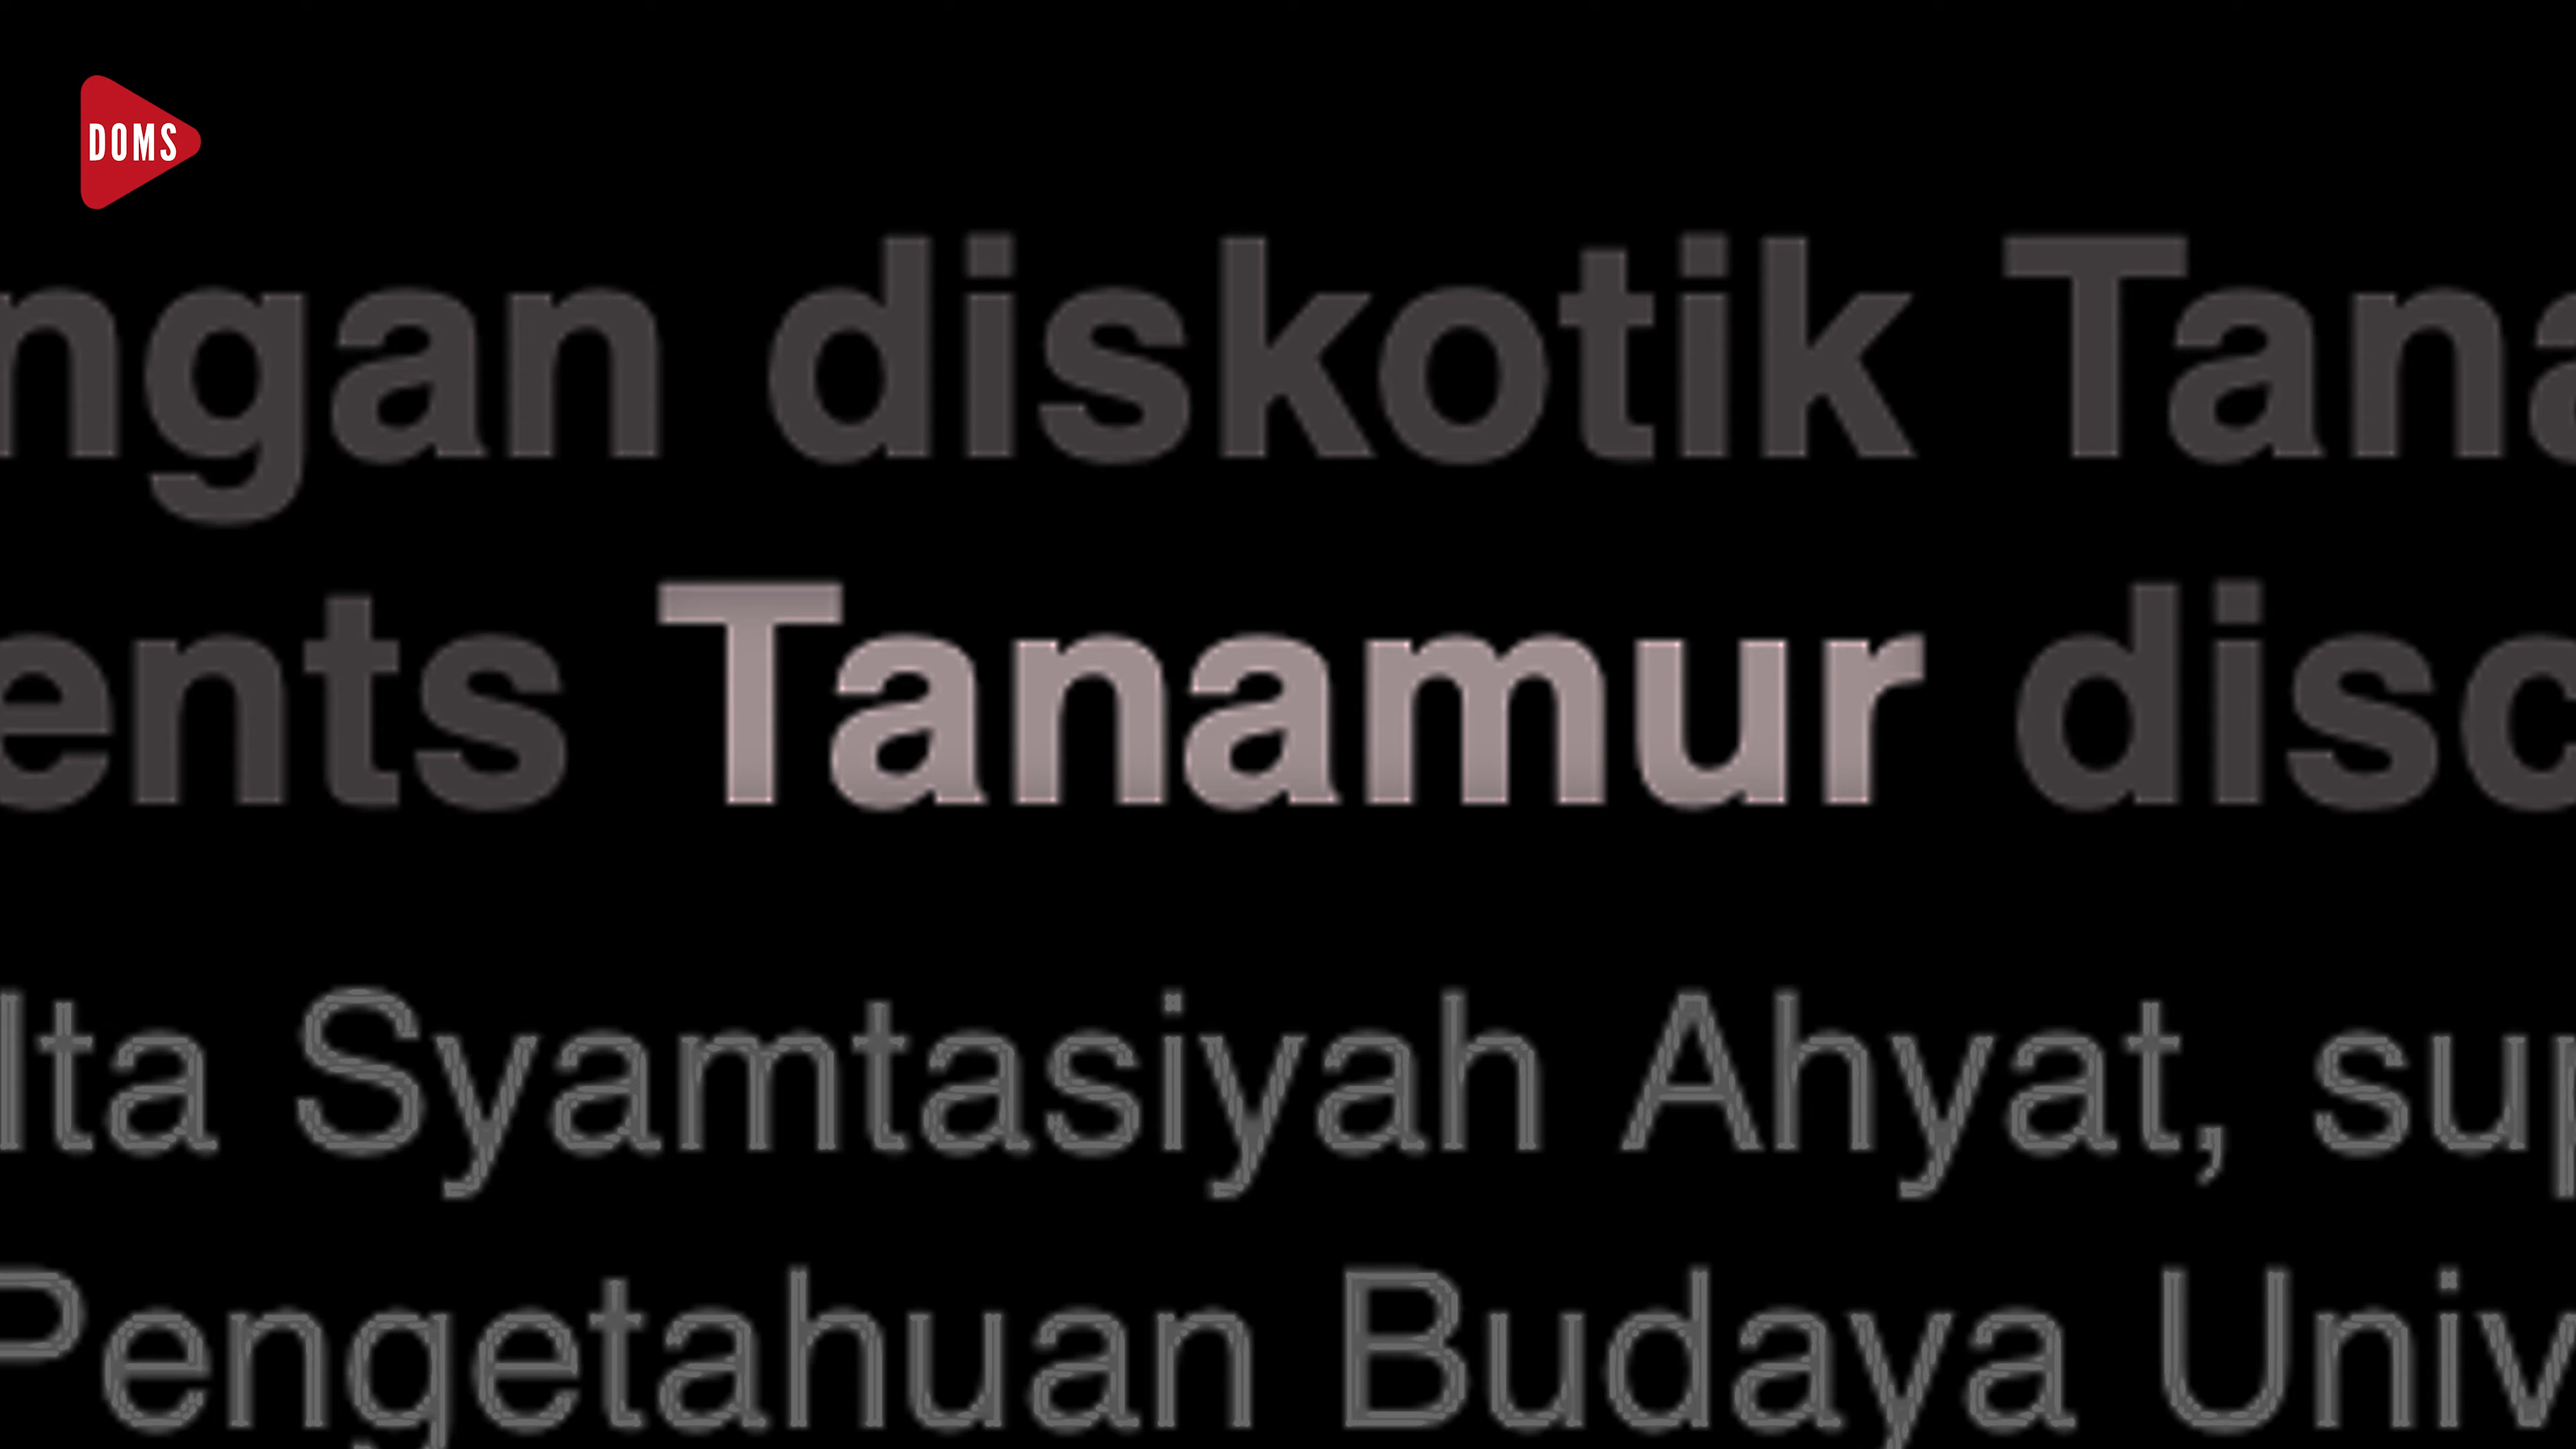 DOMS
ngan diskotik Tana
ents Tanamur disc
lta Syamtasiyah Ahyat, sup
Pengetahuan Budaya Univ